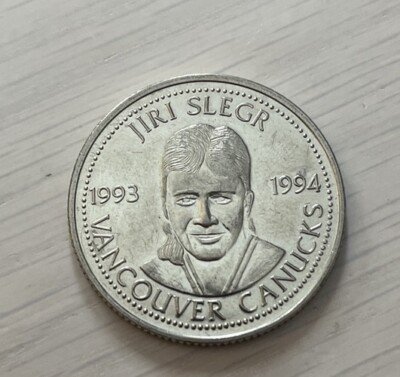 JIRI SLEGR
1993 1994
VANCOUVER CANUCKS